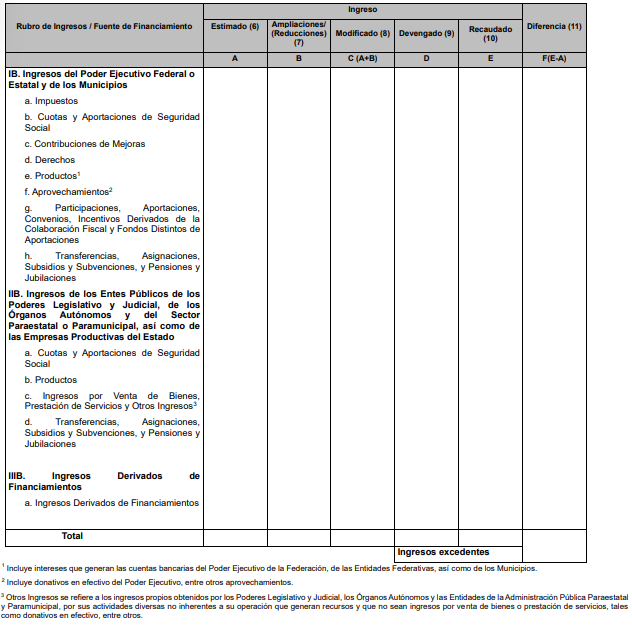 Rubro de Ingresos / Fuente de Financiamiento
Ingreso
Estimado (6)
Ampliaciones/
(Reducciones)
(7)
Modificado (8)
Devengado (9)
Recaudado
(10)
Diferencia (11)
A
B
C (A+B)
D
E
F(E-A)
IB. Ingresos del Poder Ejecutivo Federal o
Estatal y de los Municipios
a. Impuestos
b. Cuotas y Aportaciones de Seguridad
Social
c. Contribuciones de Mejoras
d. Derechos
e. Productos¹
f. Aprovechamientos²
g. Participaciones, Aportaciones,
Convenios, Incentivos Derivados de la
Colaboración Fiscal y Fondos Distintos de
Aportaciones
h. Transferencias, Asignaciones,
Subsidios y Subvenciones, y Pensiones y
Jubilaciones
IIB. Ingresos de los Entes Públicos de los
Poderes Legislativo y Judicial, de los
Órganos Autónomos y del Sector
Paraestatal o Paramunicipal, así como de
las Empresas Productivas del Estado
a. Cuotas y Aportaciones de Seguridad
Social
b. Productos
c. Ingresos por Venta de Bienes,
Prestación de Servicios y Otros Ingresos³
d. Transferencias, Asignaciones,
Subsidios y Subvenciones, y Pensiones y
Jubilaciones
IIIB. Ingresos Derivados de
Financiamientos
a. Ingresos Derivados de Financiamientos
Total
Ingresos excedentes
¹ Incluye intereses que generan las cuentas bancarias del Poder Ejecutivo de la Federación, de las Entidades Federativas, así como de los Municipios.
² Incluye donativos en efectivo del Poder Ejecutivo, entre otros aprovechamientos.
³ Otros Ingresos se refiere a los ingresos propios obtenidos por los Poderes Legislativo y Judicial, los Órganos Autónomos y las Entidades de la Administración Pública Paraestatal
y Paramunicipal, por sus actividades diversas no inherentes a su operación que generan recursos y que no sean ingresos por venta de bienes o prestación de servicios, tales
como donativos en efectivo, entre otros.